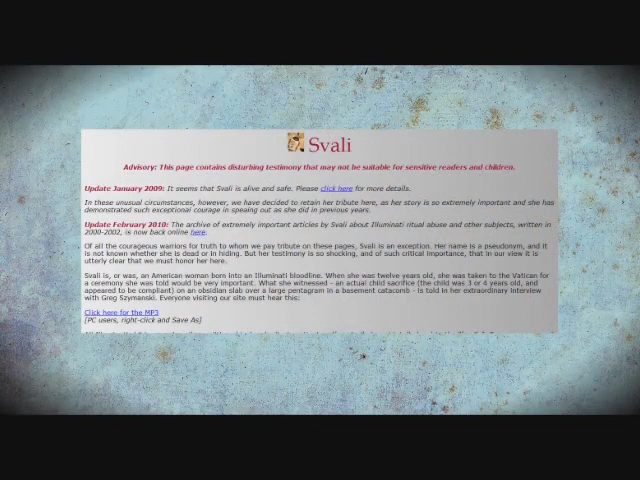 Svali
Advisory: This page contains disturbing testimony that may not be suitable for sensitive readers and children.
Update January 2009: It seems that Svali is alive and safe. Please click here for more details.
In these unusual circumstances, however, we have decided to retain her tribute here, as her story is so extremely important and she has
demonstrated such exceptional courage in speaing out as she did in previous years.
Update February 2010: The archive of extremely important articles by Svali about Illuminati ritual abuse and other subjects, written in
2000-2002, is now back online here.
Of all the courageous warriors for truth to whom we pay tribute on these pages, Svali is an exception. Her name is a pseudonym, and it
is not known whether she is dead or in hiding. But her testimony is so shocking, and of such critical importance, that in our view it is
utterly clear that we must honor her here.
Svali is, or was, an American woman born into an Illuminati bloodline. When she was twelve years old, she was taken to the Vatican for
a ceremony she was told would be very important. What she witnessed - an actual child sacrifice (the child was 3 or 4 years old, and
appeared to be compliant) on an obsidian slab over a large pentagram in a basement catacomb - is told in her extraordinary interview
with Greg Szymanski. Everyone visiting our site must hear this:
Click here for the MP3
[PC users, right-click and Save As]